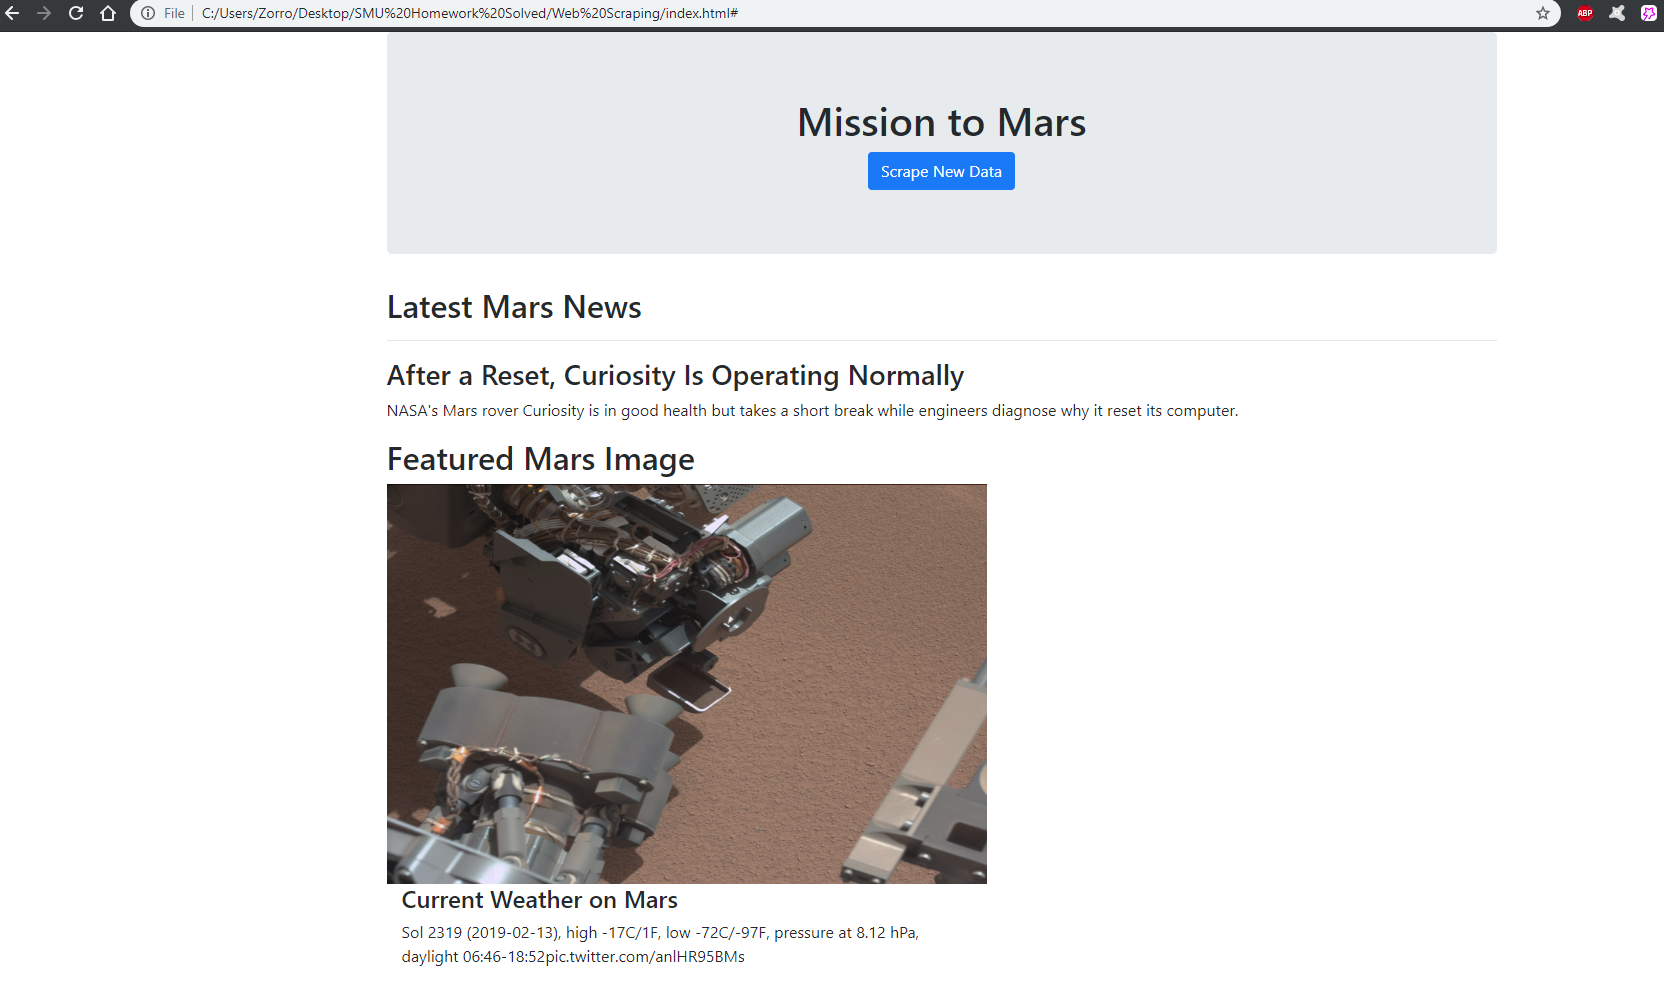 File C:/Users/Zorro/Desktop/SMU%20Homework%20Solved/Web%20Scraping/index.html#
ABP
Mission to Mars
Scrape New Data
Latest Mars News
After a Reset, Curiosity Is Operating Normally
NASA's Mars rover Curiosity is in good health but takes a short break while engineers diagnose why it reset its computer.
Featured Mars Image
Current Weather on Mars
Sol 2319 (2019-02-13), high -17C/1F, low -72C/-97F, pressure at 8.12 hPa,
daylight 06:46-18:52pic.twitter.com/anlHR95BMs